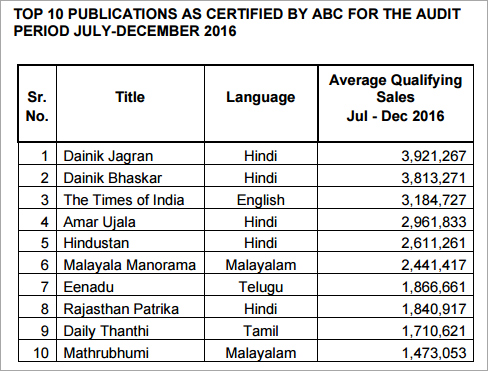 TOP 10 PUBLICATIONS AS CERTIFIED BY ABC FOR THE AUDIT
PERIOD JULY-DECEMBER 2016
Sr. No. Title Language Average Qualifying Sales Jul - Dec 2016
1 Dainik Jagran Hindi 3,921,267
2 Dainik Bhaskar Hindi 3,813,271
3 The Times of India English 3,184,727
4 Amar Ujala Hindi 2,961,833
5 Hindustan Hindi 2,611,261
6 Malayala Manorama Malayalam 2,441,417
7 Eenadu Telugu 1,866,661
8 Rajasthan Patrika Hindi 1,840,917
9 Daily Thanthi Tamil 1,710,621
10 Mathrubhumi Malayalam 1,473,053